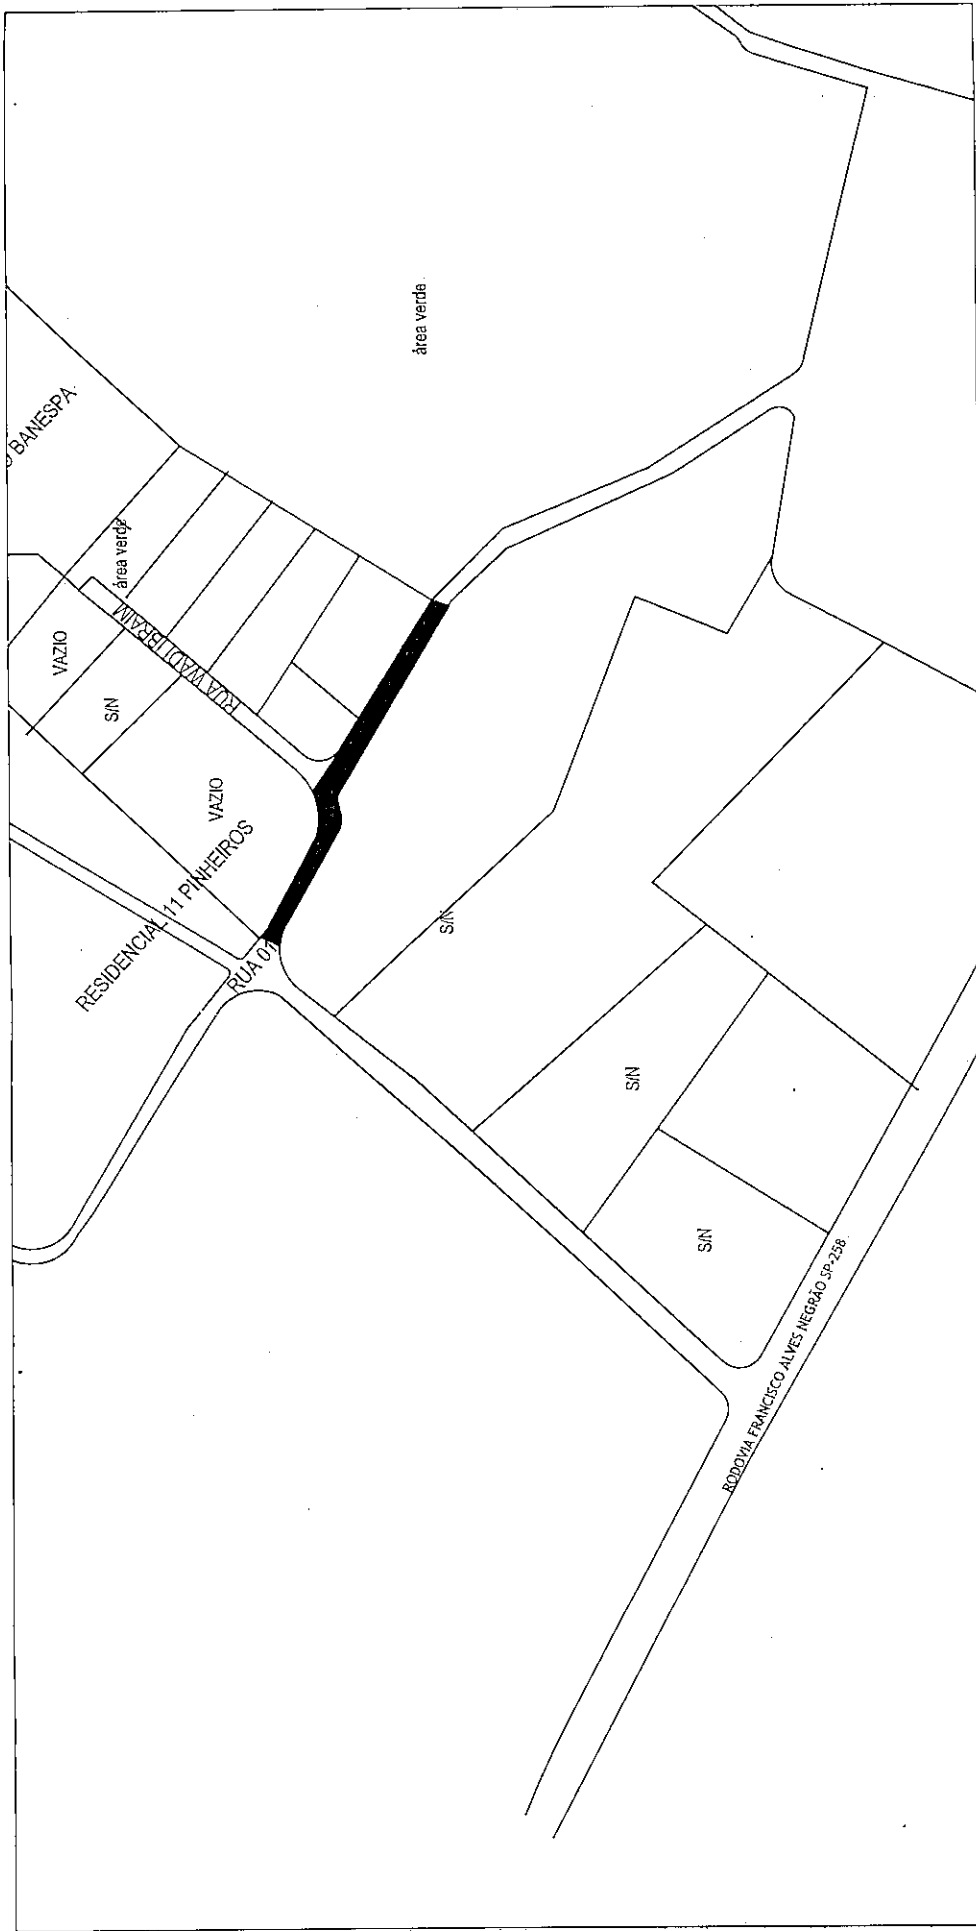 BANESPA
área verde
área verde
VAZIO
RUA WADI IBRAIM
S/N
VAZIO
RESIDENCIAL 11 PINHEIROS
RUA 01
S/N
S/N
S/N
RODOVIA FRANCISCO ALVES NEGRÃO SP-258